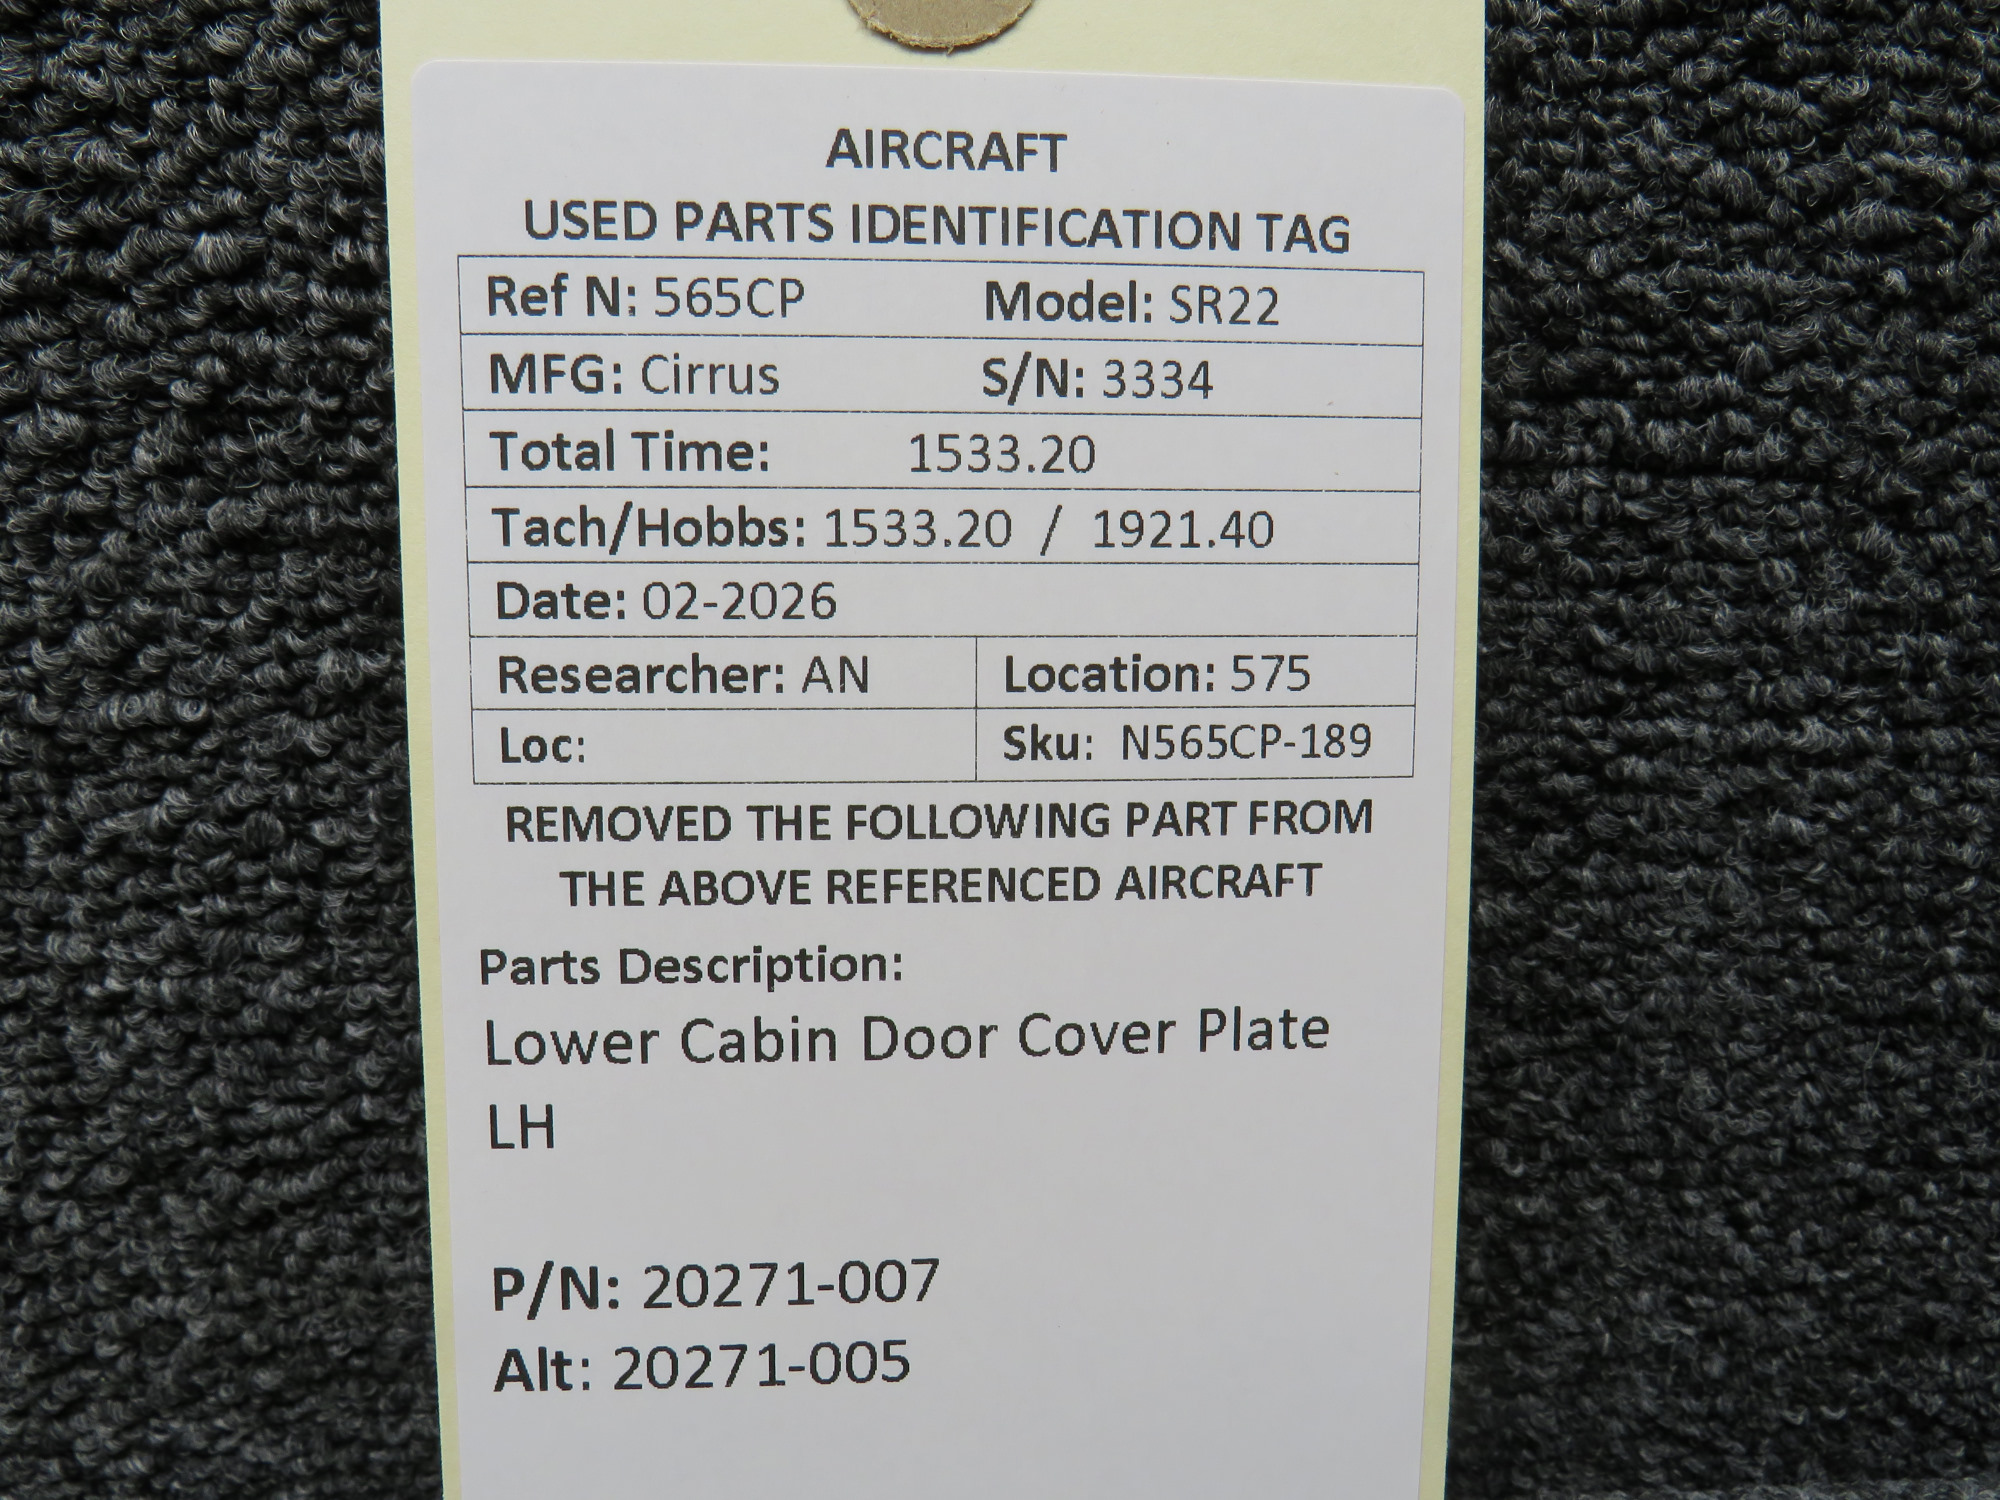 AIRCRAFT
USED PARTS IDENTIFICATION TAG
Ref N: 565CP Model: SR22
MFG: Cirrus S/N: 3334
Total Time: 1533.20
Tach/Hobbs: 1533.20 / 1921.40
Date: 02-2026
Researcher: AN Location: 575
Loc: Sku: N565CP-189
REMOVED THE FOLLOWING PART FROM
THE ABOVE REFERENCED AIRCRAFT
Parts Description:
Lower Cabin Door Cover Plate
LH
P/N: 20271-007
Alt: 20271-005